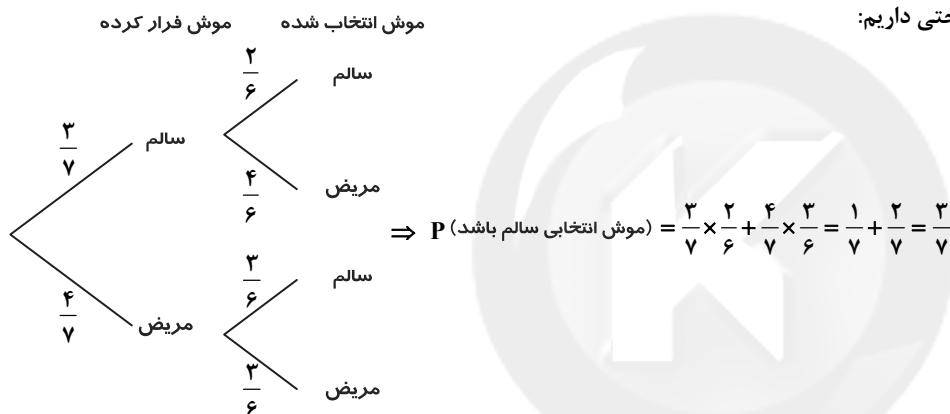 ختی داریم:
موش فرار کرده موش انتخاب شده
۲/۶ سالم
۳/۷ سالم
۴/۶ مریض
⇒ P(موش انتخابی سالم باشد) = ۳/۷ × ۲/۶ + ۴/۷ × ۳/۶ = ۱/۷ + ۲/۷ = ۳/۷
۳/۶ سالم
۴/۷ مریض
۳/۶ مریض